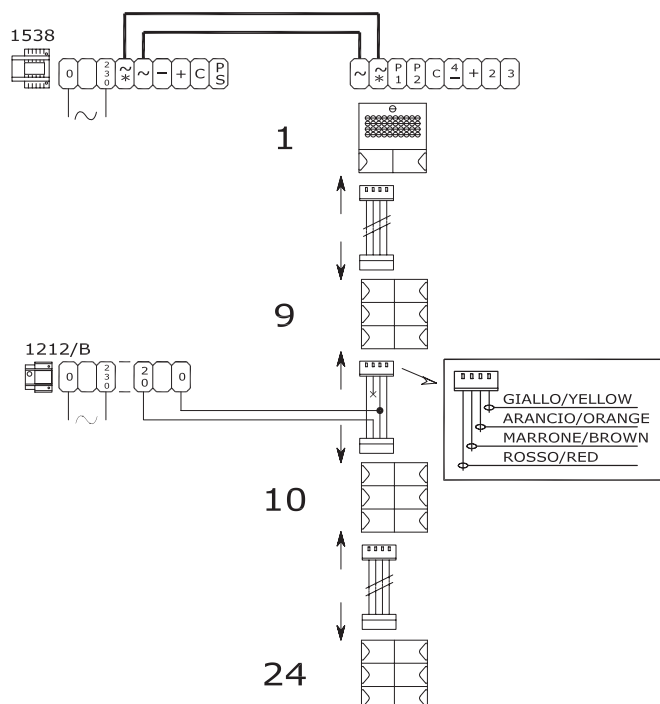 1538
0 230 ~* ~ − + C PS
~ ~* P1 P2 C 4− + 2 3
~
1
9
1212/B
0 230 20 0
~
GIALLO/YELLOW
ARANCIO/ORANGE
MARRONE/BROWN
ROSSO/RED
10
24